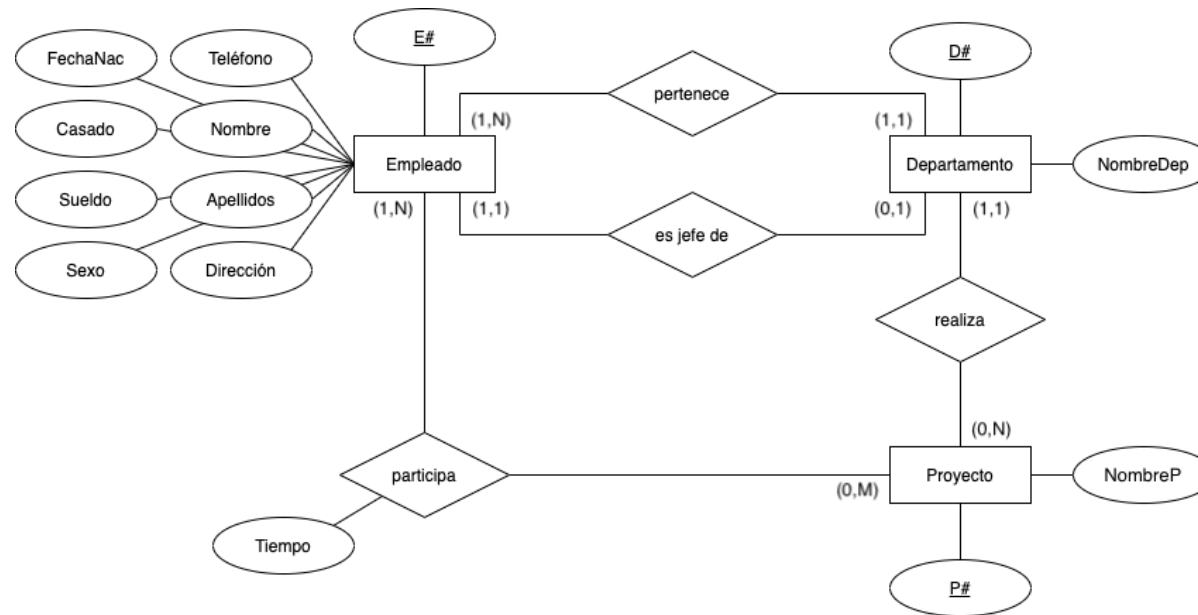 E#
FechaNac
Teléfono
D#
pertenece
(1,N)
(1,1)
Casado
Nombre
Empleado
Departamento
NombreDep
Sueldo
Apellidos
(1,N)
(1,1)
(0,1)
(1,1)
es jefe de
Sexo
Dirección
realiza
(0,N)
participa
(0,M)
Proyecto
NombreP
Tiempo
P#